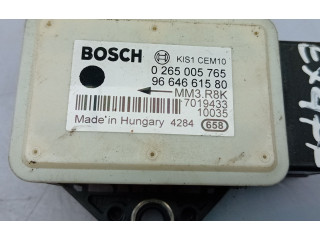 BOSCH KIS1 CEM10
0 265 005 765
96 646 615 80
MM3.R8K
7019433
10035
Made in Hungary 4284 658